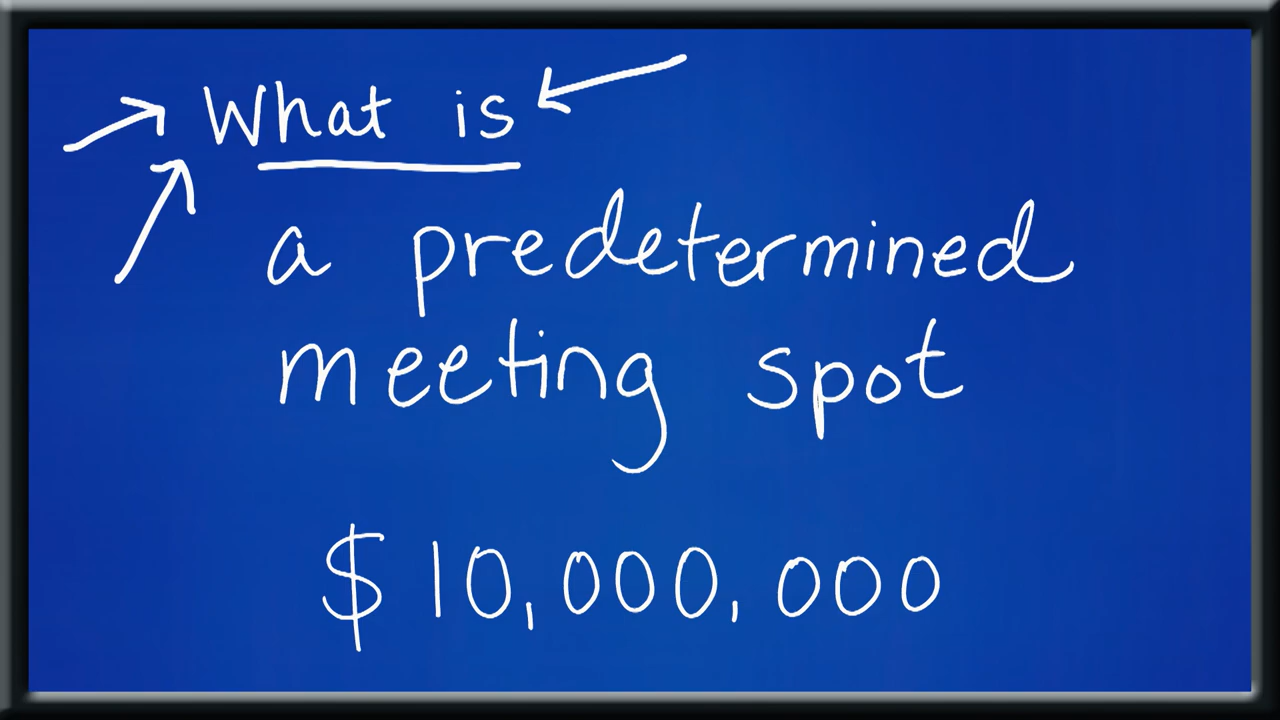 What is
a predetermined
meeting spot
$10,000,000